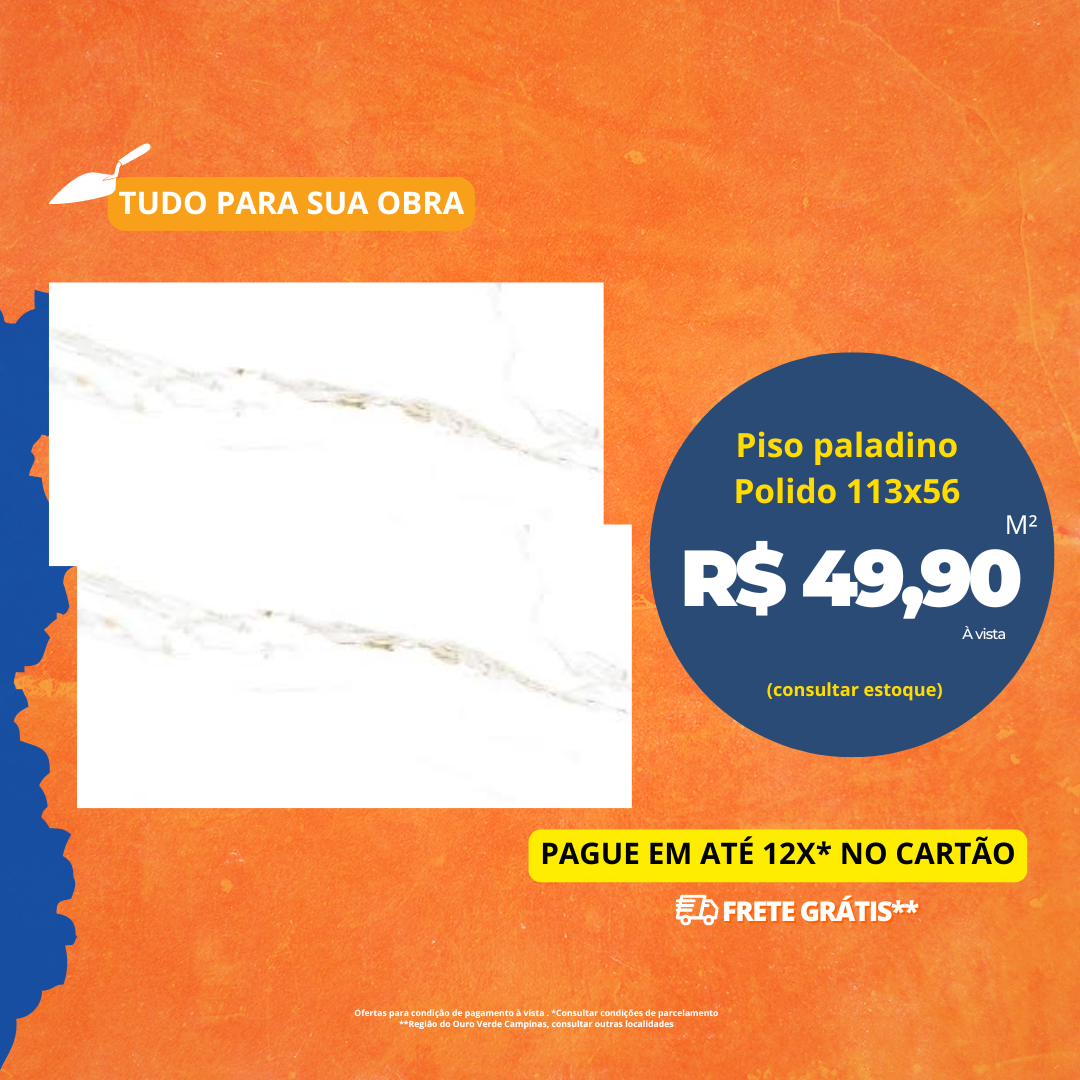 TUDO PARA SUA OBRA
Piso paladino
Polido 113x56
M²
R$ 49,90
À vista
(consultar estoque)
PAGUE EM ATÉ 12X* NO CARTÃO
FRETE GRÁTIS**
Ofertas para condição de pagamento à vista . *Consultar condições de parcelamento
**Região do Ouro Verde Campinas, consultar outras localidades